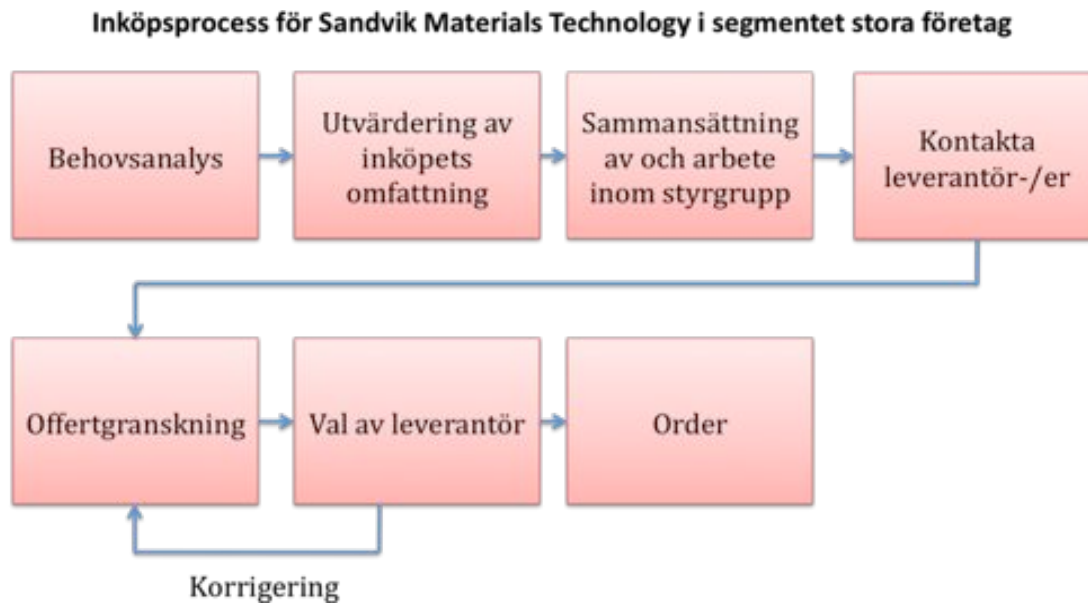 Inköpsprocess för Sandvik Materials Technology i segmentet stora företag
Behovsanalys
Utvärdering av
inköpets
omfattning
Sammansättning
av och arbete
inom styrgrupp
Kontakta
leverantör-/er
Offertgranskning
Val av leverantör
Order
Korrigering